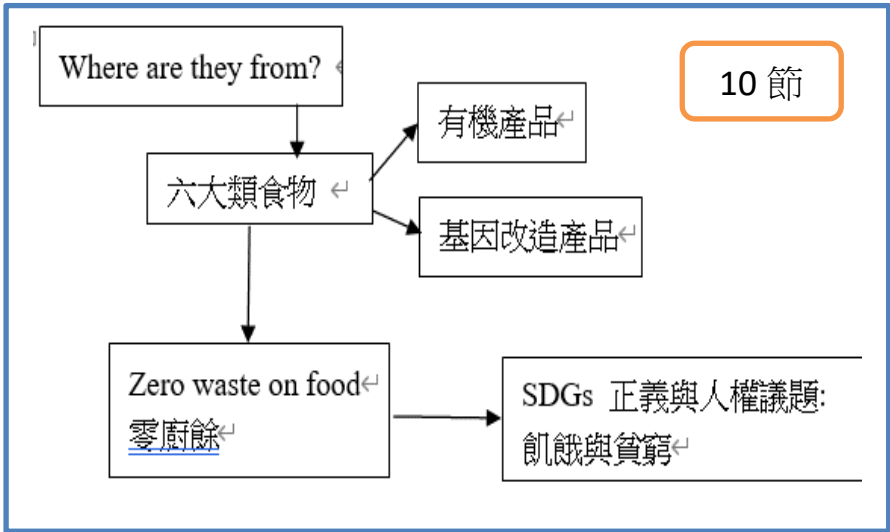 Where are they from?
10 節
有機產品
六大類食物
基因改造產品
Zero waste on food
零廚餘
SDGs 正義與人權議題:
飢餓與貧窮